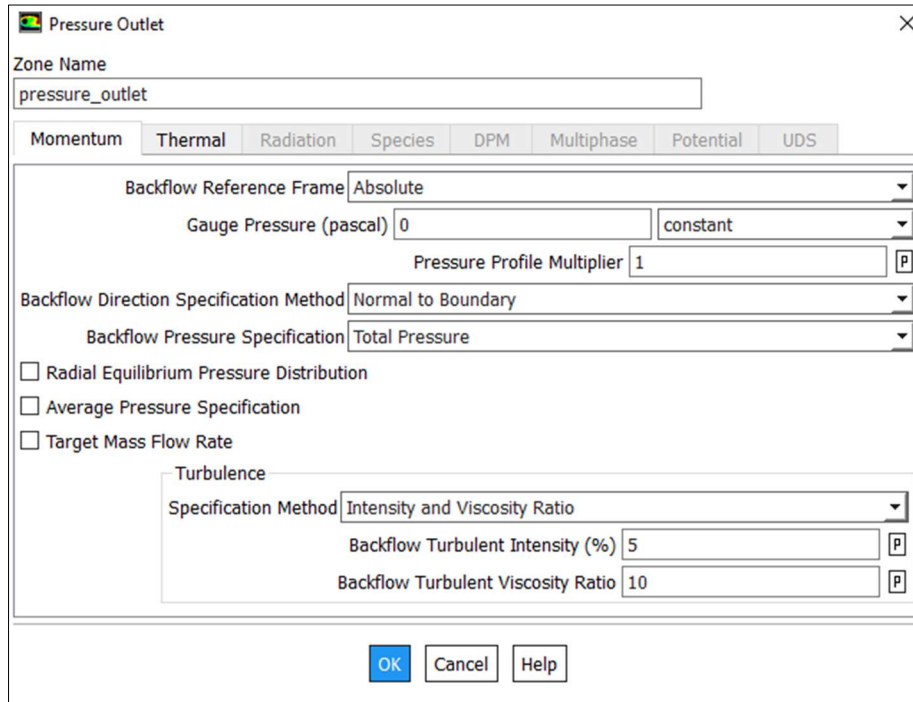 Pressure Outlet
Zone Name
pressure_outlet
Momentum Thermal Radiation Species DPM Multiphase Potential UDS
Backflow Reference Frame Absolute
Gauge Pressure (pascal) 0 constant
Pressure Profile Multiplier 1 P
Backflow Direction Specification Method Normal to Boundary
Backflow Pressure Specification Total Pressure
Radial Equilibrium Pressure Distribution
Average Pressure Specification
Target Mass Flow Rate
Turbulence
Specification Method Intensity and Viscosity Ratio
Backflow Turbulent Intensity (%) 5 P
Backflow Turbulent Viscosity Ratio 10 P
OK Cancel Help